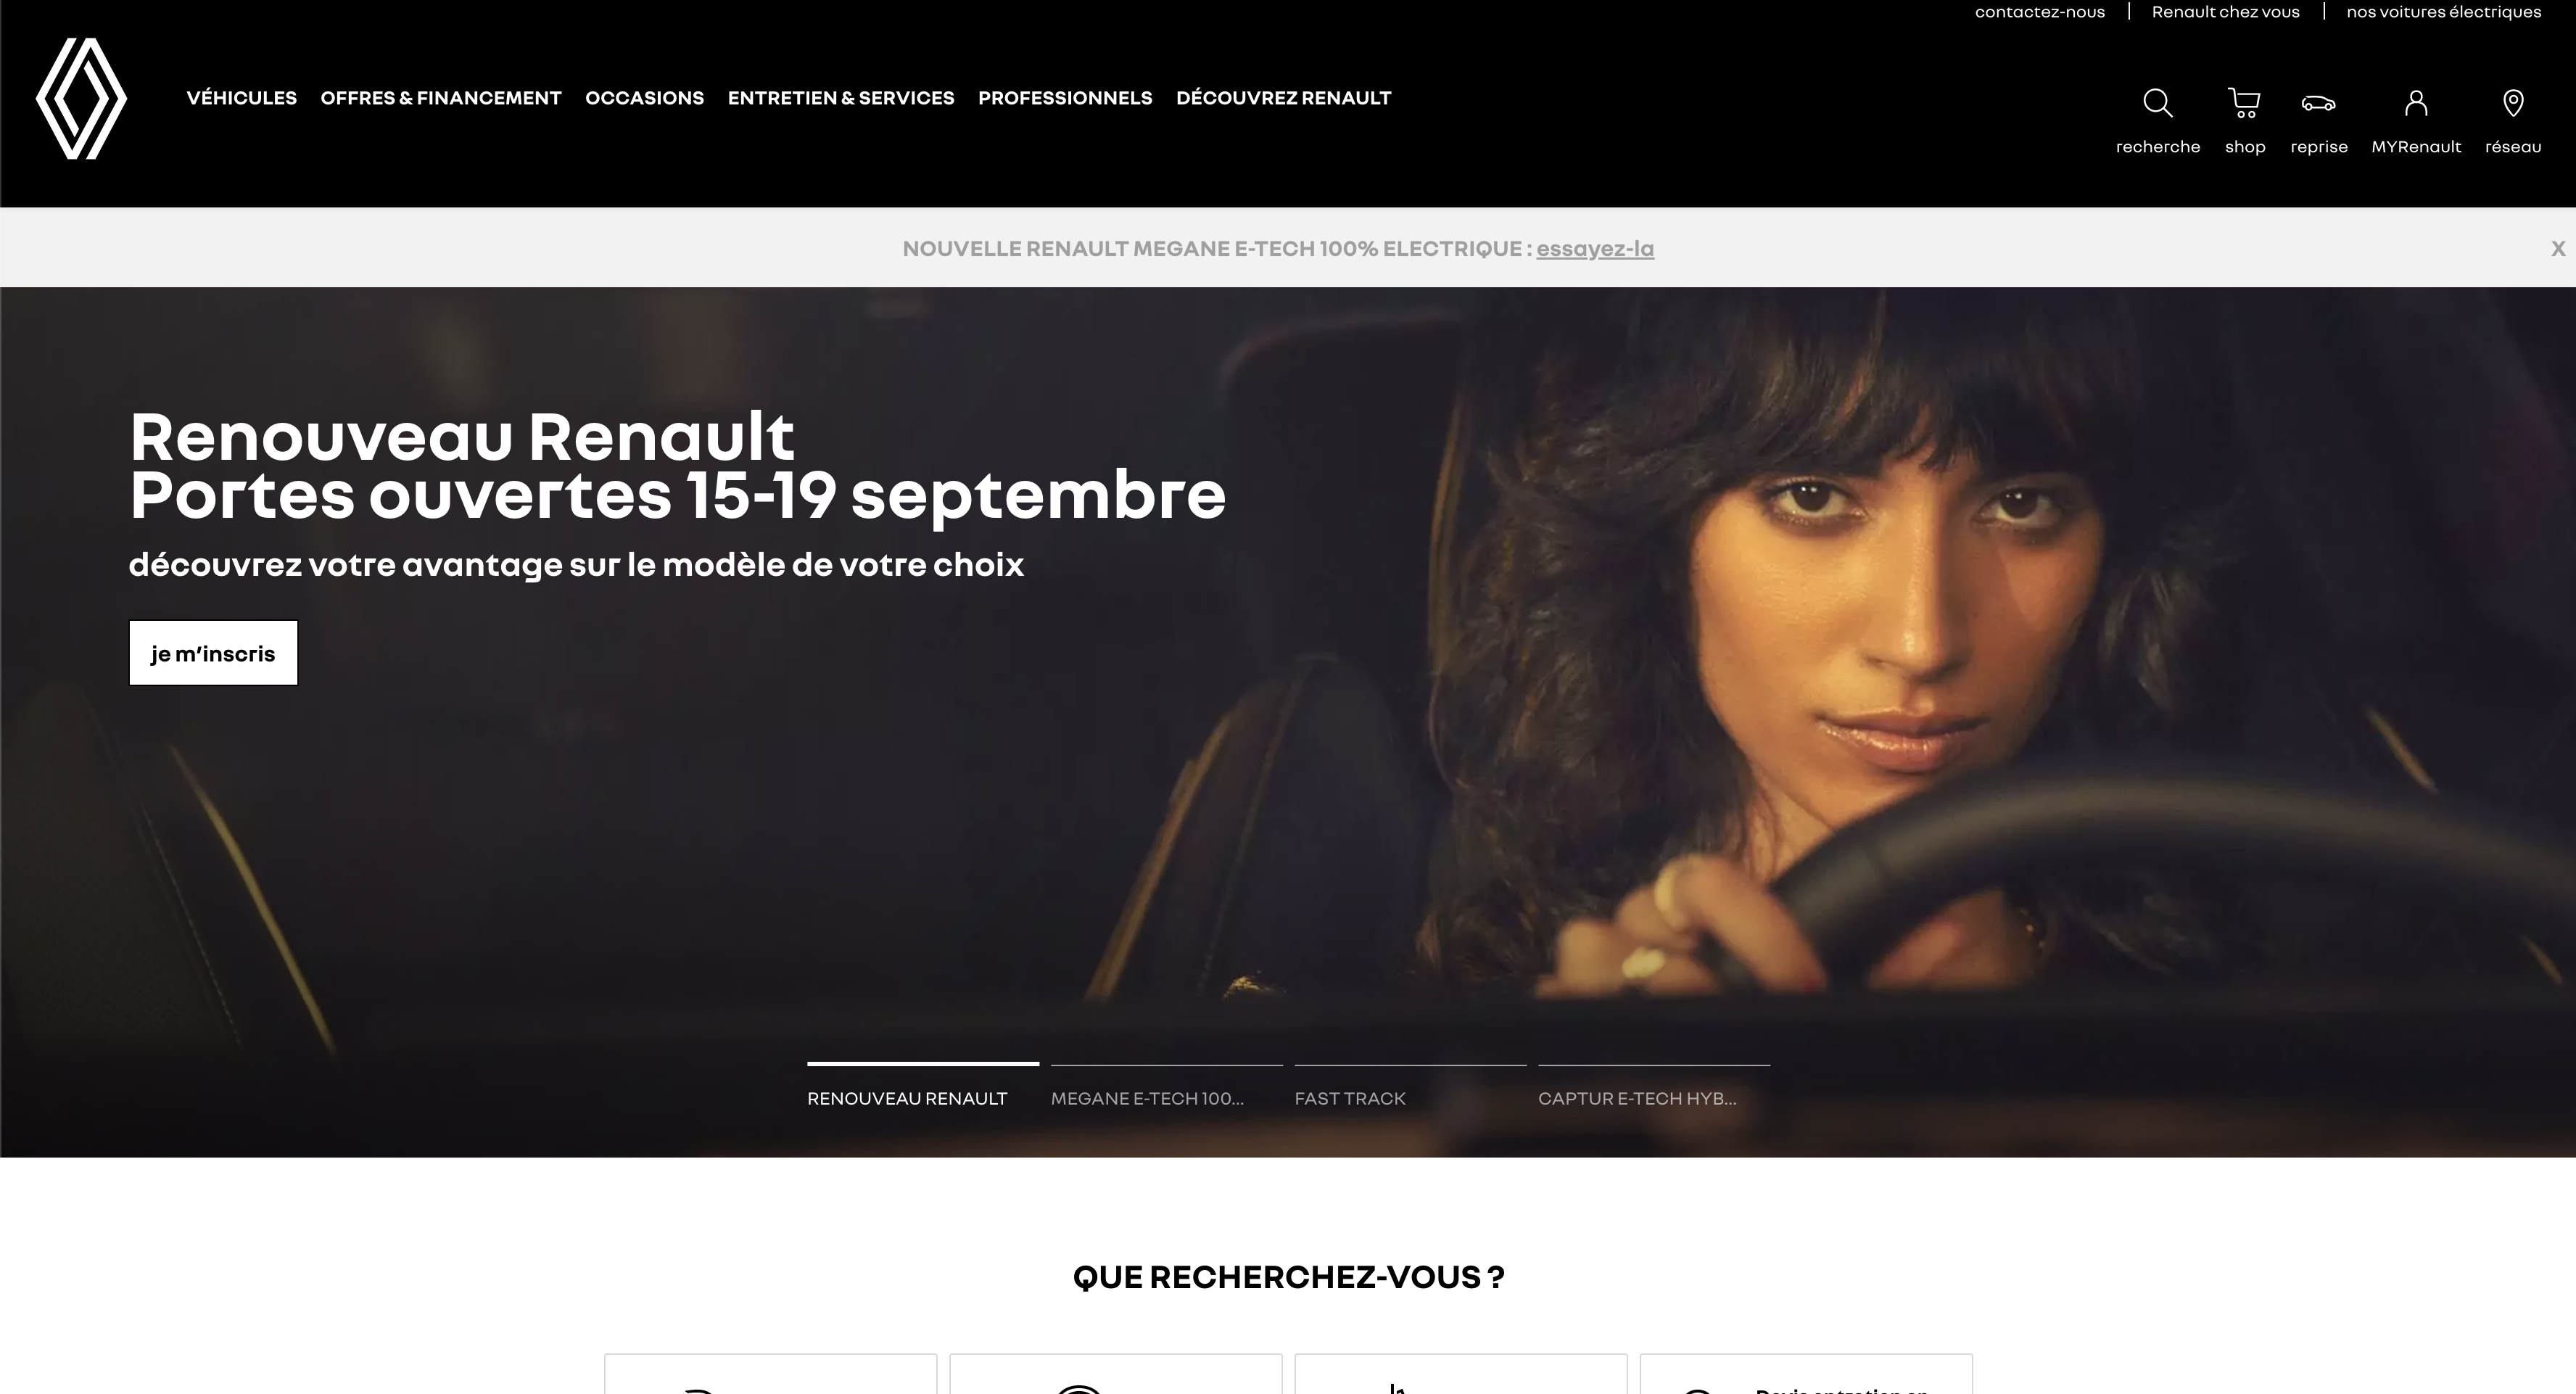 contactez-nous
Renault chez vous
nos voitures électriques
VÉHICULES
OFFRES & FINANCEMENT
OCCASIONS
ENTRETIEN & SERVICES
PROFESSIONNELS
DÉCOUVREZ RENAULT
recherche
shop
reprise
MYRenault
réseau
NOUVELLE RENAULT MEGANE E-TECH 100% ELECTRIQUE : essayez-la
X
Renouveau Renault
Portes ouvertes 15-19 septembre
découvrez votre avantage sur le modèle de votre choix
je m’inscris
RENOUVEAU RENAULT
MEGANE E-TECH 100...
FAST TRACK
CAPTUR E-TECH HYB...
QUE RECHERCHEZ-VOUS ?